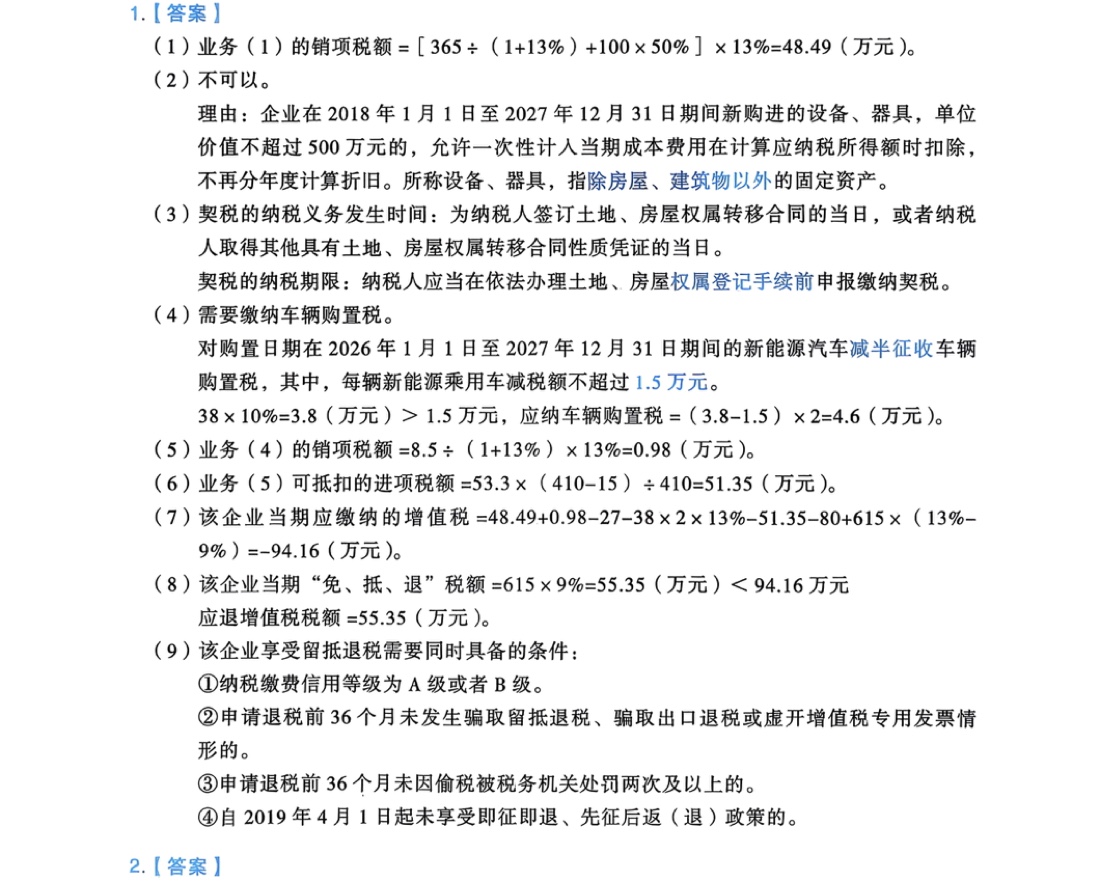 1.【答案】
（1）业务（1）的销项税额 =［365÷（1+13%）+100×50%］×13%=48.49（万元）。
（2）不可以。
理由：企业在 2018 年 1 月 1 日至 2027 年 12 月 31 日期间新购进的设备、器具，单位
价值不超过 500 万元的，允许一次性计入当期成本费用在计算应纳税所得额时扣除，
不再分年度计算折旧。所称设备、器具，指除房屋、建筑物以外的固定资产。
（3）契税的纳税义务发生时间：为纳税人签订土地、房屋权属转移合同的当日，或者纳税
人取得其他具有土地、房屋权属转移合同性质凭证的当日。
契税的纳税期限：纳税人应当在依法办理土地、房屋权属登记手续前申报缴纳契税。
（4）需要缴纳车辆购置税。
对购置日期在 2026 年 1 月 1 日至 2027 年 12 月 31 日期间的新能源汽车减半征收车辆
购置税，其中，每辆新能源乘用车减税额不超过 1.5 万元。
38×10%=3.8（万元）＞ 1.5 万元，应纳车辆购置税 =（3.8-1.5）×2=4.6（万元）。
（5）业务（4）的销项税额 =8.5÷（1+13%）×13%=0.98（万元）。
（6）业务（5）可抵扣的进项税额 =53.3×（410-15）÷410=51.35（万元）。
（7）该企业当期应缴纳的增值税 =48.49+0.98-27-38×2×13%-51.35-80+615×（13%-
9%）=-94.16（万元）。
（8）该企业当期“免、抵、退”税额 =615×9%=55.35（万元）＜ 94.16 万元
应退增值税税额 =55.35（万元）。
（9）该企业享受留抵退税需要同时具备的条件：
①纳税缴费信用等级为 A 级或者 B 级。
②申请退税前 36 个月未发生骗取留抵退税、骗取出口退税或虚开增值税专用发票情
形的。
③申请退税前 36 个月未因偷税被税务机关处罚两次及以上的。
④自 2019 年 4 月 1 日起未享受即征即退、先征后返（退）政策的。
2.【答案】